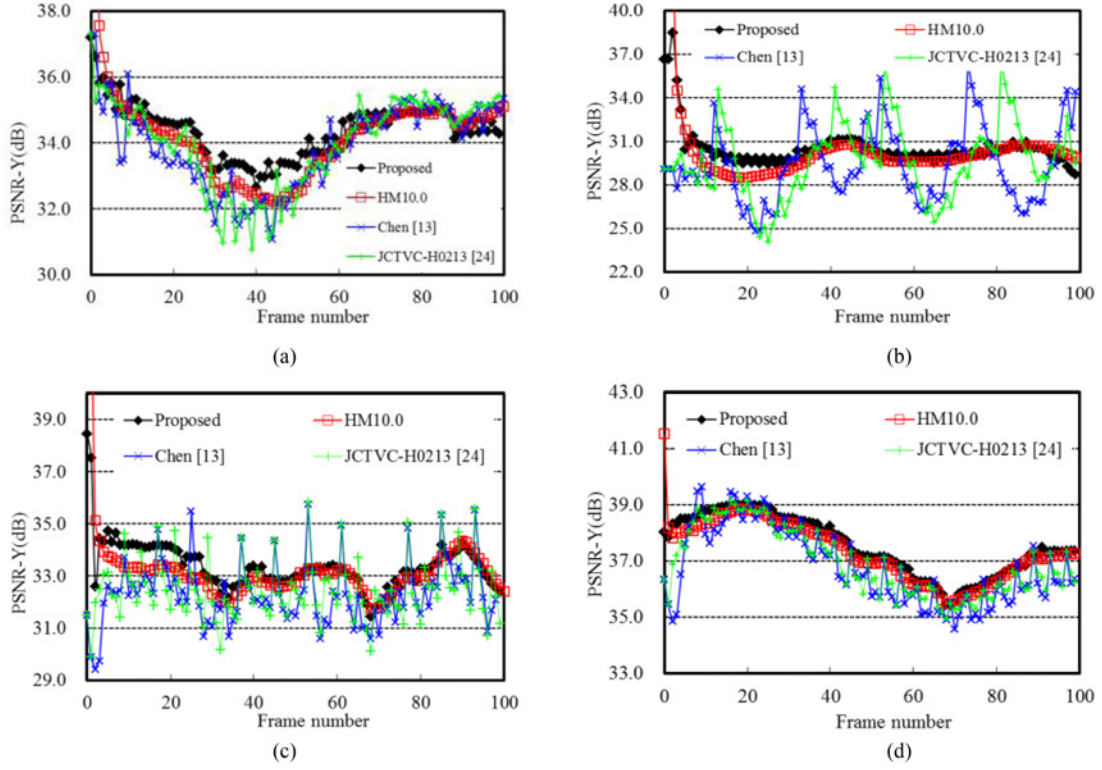 PSNR-Y(dB)
36.0
34.0
32.0
30.0
Proposed
HM10.0
Chen [13]
JCTVC-H0213 [24]
0 20 40 60 80 100
Frame number
(a)
PSNR-Y(dB)
40.0
37.0
34.0
31.0
28.0
25.0
22.0
Proposed HM10.0
Chen [13] JCTVC-H0213 [24]
0 20 40 60 80 100
Frame number
(b)
PSNR-Y(dB)
39.0
37.0
35.0
33.0
31.0
29.0
Proposed HM10.0
Chen [13] JCTVC-H0213 [24]
0 20 40 60 80 100
Frame number
(c)
PSNR-Y(dB)
43.0
41.0
39.0
37.0
35.0
33.0
Proposed HM10.0
Chen [13] JCTVC-H0213 [24]
0 20 40 60 80 100
Frame number
(d)